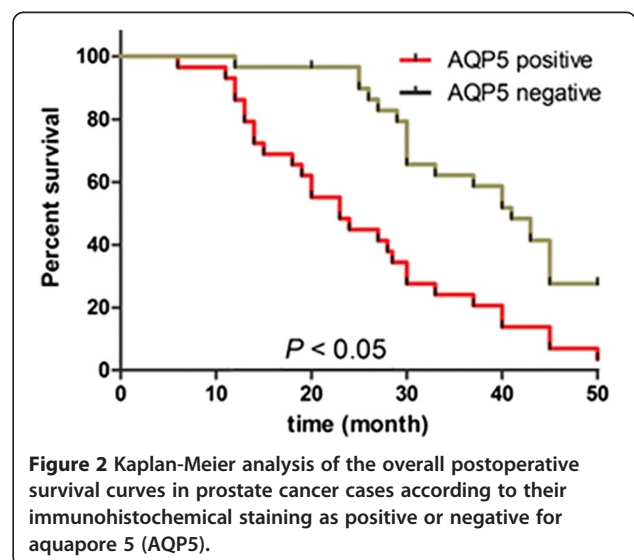 Percent survival
100
80
60
40
20
0
AQP5 positive
AQP5 negative
P < 0.05
0 10 20 30 40 50
time (month)
Figure 2 Kaplan-Meier analysis of the overall postoperative
survival curves in prostate cancer cases according to their
immunohistochemical staining as positive or negative for
aquapore 5 (AQP5).